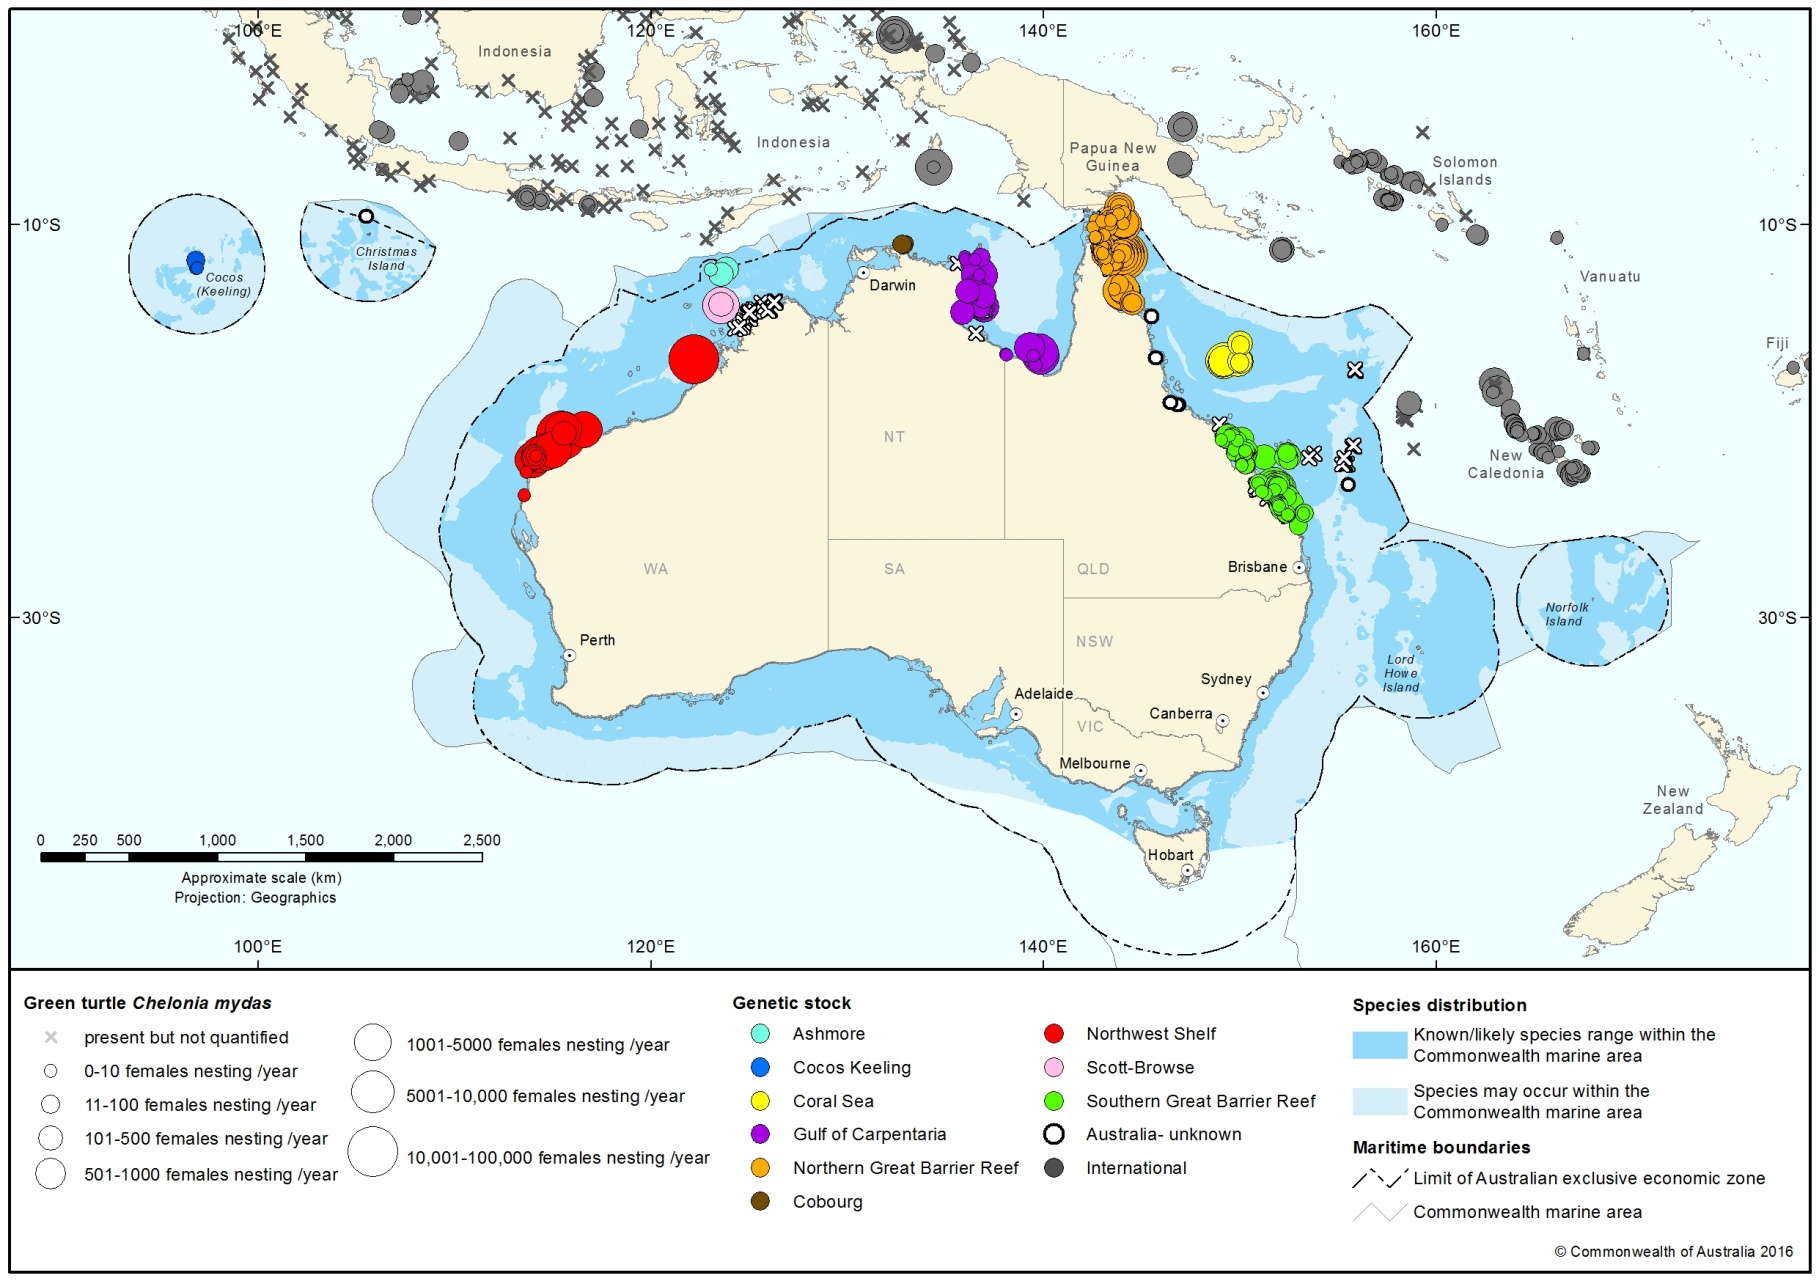 100°E
120°E
140°E
160°E
Indonesia
Indonesia
Papua New
Guinea
Solomon
Islands
10°S
10°S
Christmas
Island
Cocos
(Keeling)
Darwin
Vanuatu
Fiji
NT
New
Caledonia
WA
SA
QLD
Brisbane
30°S
30°S
Norfolk
Island
Perth
NSW
Lord
Howe
Island
Sydney
Adelaide
Canberra
VIC
Melbourne
New
Zealand
Hobart
0 250 500 1,000 1,500 2,000 2,500
Approximate scale (km)
Projection: Geographics
100°E
120°E
140°E
160°E
Green turtle Chelonia mydas
present but not quantified
0-10 females nesting /year
11-100 females nesting /year
101-500 females nesting /year
501-1000 females nesting /year
1001-5000 females nesting /year
5001-10,000 females nesting /year
10,001-100,000 females nesting /year
Genetic stock
Ashmore
Cocos Keeling
Coral Sea
Gulf of Carpentaria
Northern Great Barrier Reef
Cobourg
Northwest Shelf
Scott-Browse
Southern Great Barrier Reef
Australia- unknown
International
Species distribution
Known/likely species range within the
Commonwealth marine area
Species may occur within the
Commonwealth marine area
Maritime boundaries
Limit of Australian exclusive economic zone
Commonwealth marine area
© Commonwealth of Australia 2016